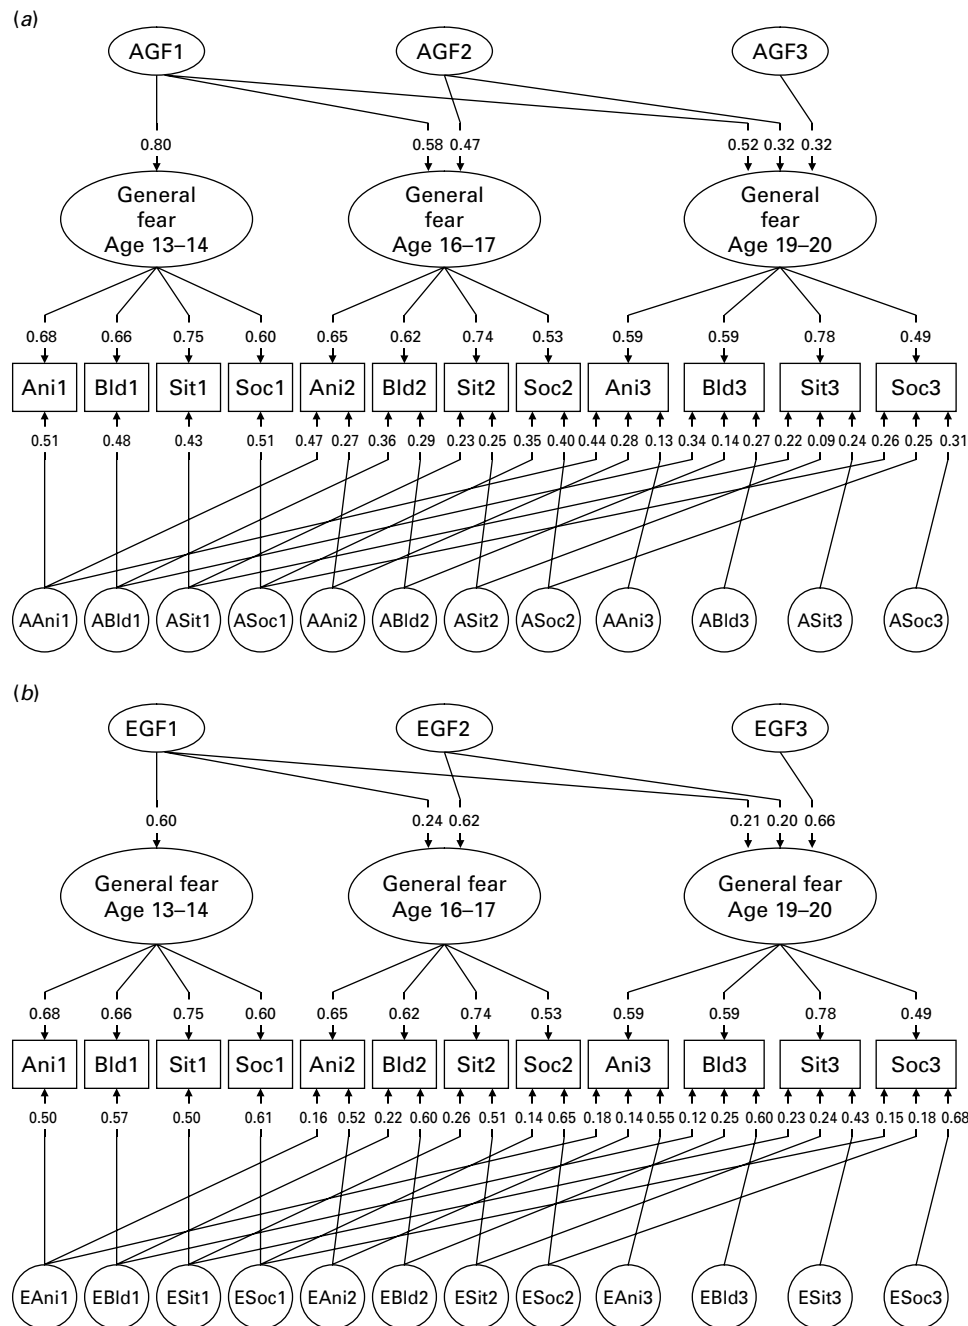 (a)
AGF1 AGF2 AGF3
0.80 0.58 0.47 0.52 0.32 0.32
General
fear
Age 13–14
General
fear
Age 16–17
General
fear
Age 19–20
0.68 0.66 0.75 0.60 0.65 0.62 0.74 0.53 0.59 0.59 0.78 0.49
Ani1 Bld1 Sit1 Soc1 Ani2 Bld2 Sit2 Soc2 Ani3 Bld3 Sit3 Soc3
0.51 0.48 0.43 0.51 0.47 0.27 0.36 0.29 0.23 0.25 0.35 0.40 0.44 0.28 0.13 0.34 0.14 0.27 0.22 0.09 0.24 0.26 0.25 0.31
AAni1 ABld1 ASit1 ASoc1 AAni2 ABld2 ASit2 ASoc2 AAni3 ABld3 ASit3 ASoc3
(b)
EGF1 EGF2 EGF3
0.60 0.24 0.62 0.21 0.20 0.66
General fear
Age 13–14
General fear
Age 16–17
General fear
Age 19–20
0.68 0.66 0.75 0.60 0.65 0.62 0.74 0.53 0.59 0.59 0.78 0.49
Ani1 Bld1 Sit1 Soc1 Ani2 Bld2 Sit2 Soc2 Ani3 Bld3 Sit3 Soc3
0.50 0.57 0.50 0.61 0.16 0.52 0.22 0.60 0.26 0.51 0.14 0.65 0.18 0.14 0.55 0.12 0.25 0.60 0.23 0.24 0.43 0.15 0.18 0.68
EAni1 EBld1 ESit1 ESoc1 EAni2 EBld2 ESit2 ESoc2 EAni3 EBld3 ESit3 ESoc3